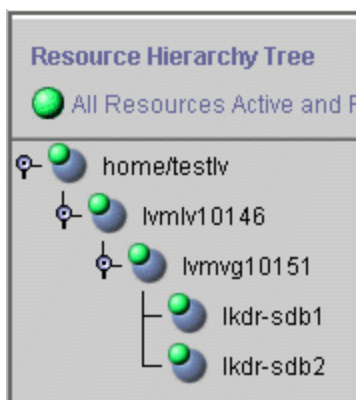 Resource Hierarchy Tree
All Resources Active and
home/testlv
lvmlv10146
lvmvg10151
lkdr-sdb1
lkdr-sdb2